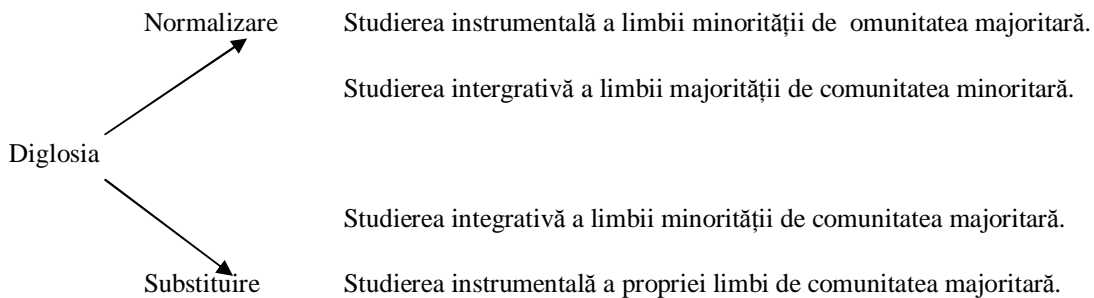 Normalizare Studierea instrumentală a limbii minorității de omunitatea majoritară.
Studierea intergrativă a limbii majorității de comunitatea minoritară.
Diglosia
Studierea integrativă a limbii minorității de comunitatea majoritară.
Substituire Studierea instrumentală a propriei limbi de comunitatea majoritară.